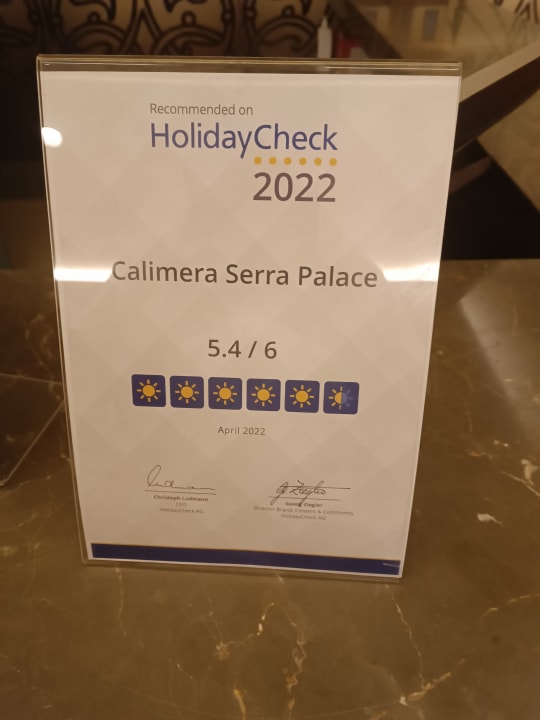 Recommended on
HolidayCheck
2022
Calimera Serra Palace
5.4 / 6
April 2022
Christoph Ludmann
CEO
HolidayCheck AG
Georg Ziegler
Director Brand, Content & Community
HolidayCheck AG